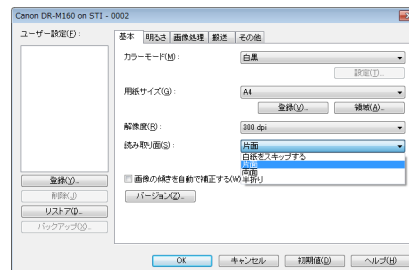 Canon DR-M160 on STI - 0002
ユーザー設定(F):
登録(Y)...
削除(J)
リストア(I)...
バックアップ(X)...
基本 明るさ 画像処理 搬送 その他
カラーモード(M): 白黒
設定(T)...
用紙サイズ(G): A4
登録(V)... 領域(A)...
解像度(R): 300 dpi
読み取り面(S): 片面
白紙をスキップする
片面
両面
半折り
画像の傾きを自動で補正する(W)
バージョン(Z)...
OK キャンセル 初期値(D) ヘルプ(H)